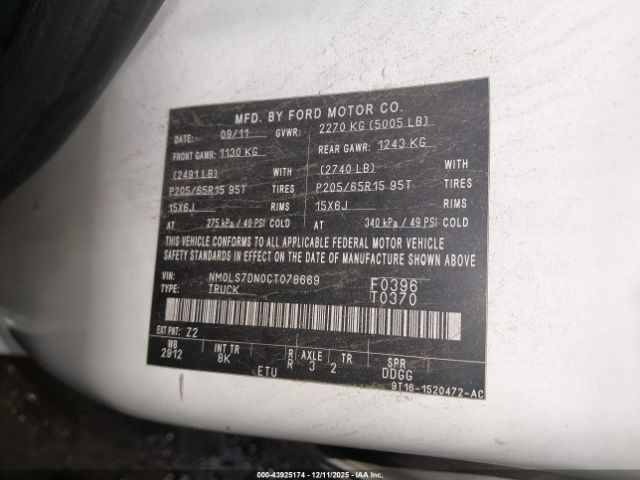 MFD. BY FORD MOTOR CO.
DATE: 09/11 GVWR: 2270 KG (5005 LB)
FRONT GAWR: 1130 KG REAR GAWR: 1243 KG
(2491 LB) WITH (2740 LB) WITH
P205/65R15 95T TIRES P205/65R15 95T TIRES
15X6J RIMS 15X6J RIMS
AT 275 kPa / 40 PSI COLD AT 340 kPa / 49 PSI COLD
THIS VEHICLE CONFORMS TO ALL APPLICABLE FEDERAL MOTOR VEHICLE
SAFETY STANDARDS IN EFFECT ON THE DATE OF MANUFACTURE SHOWN ABOVE.
VIN: NM0LS7DN0CT078669 F0396
TYPE: TRUCK T0370
EXT PNT: Z2
WB INT TR R AXLE TR SPR
2912 8K R 3 2 DDGG
ETU 9T16-1520472-AC
000-43925174 - 12/11/2025 - IAAI.COM